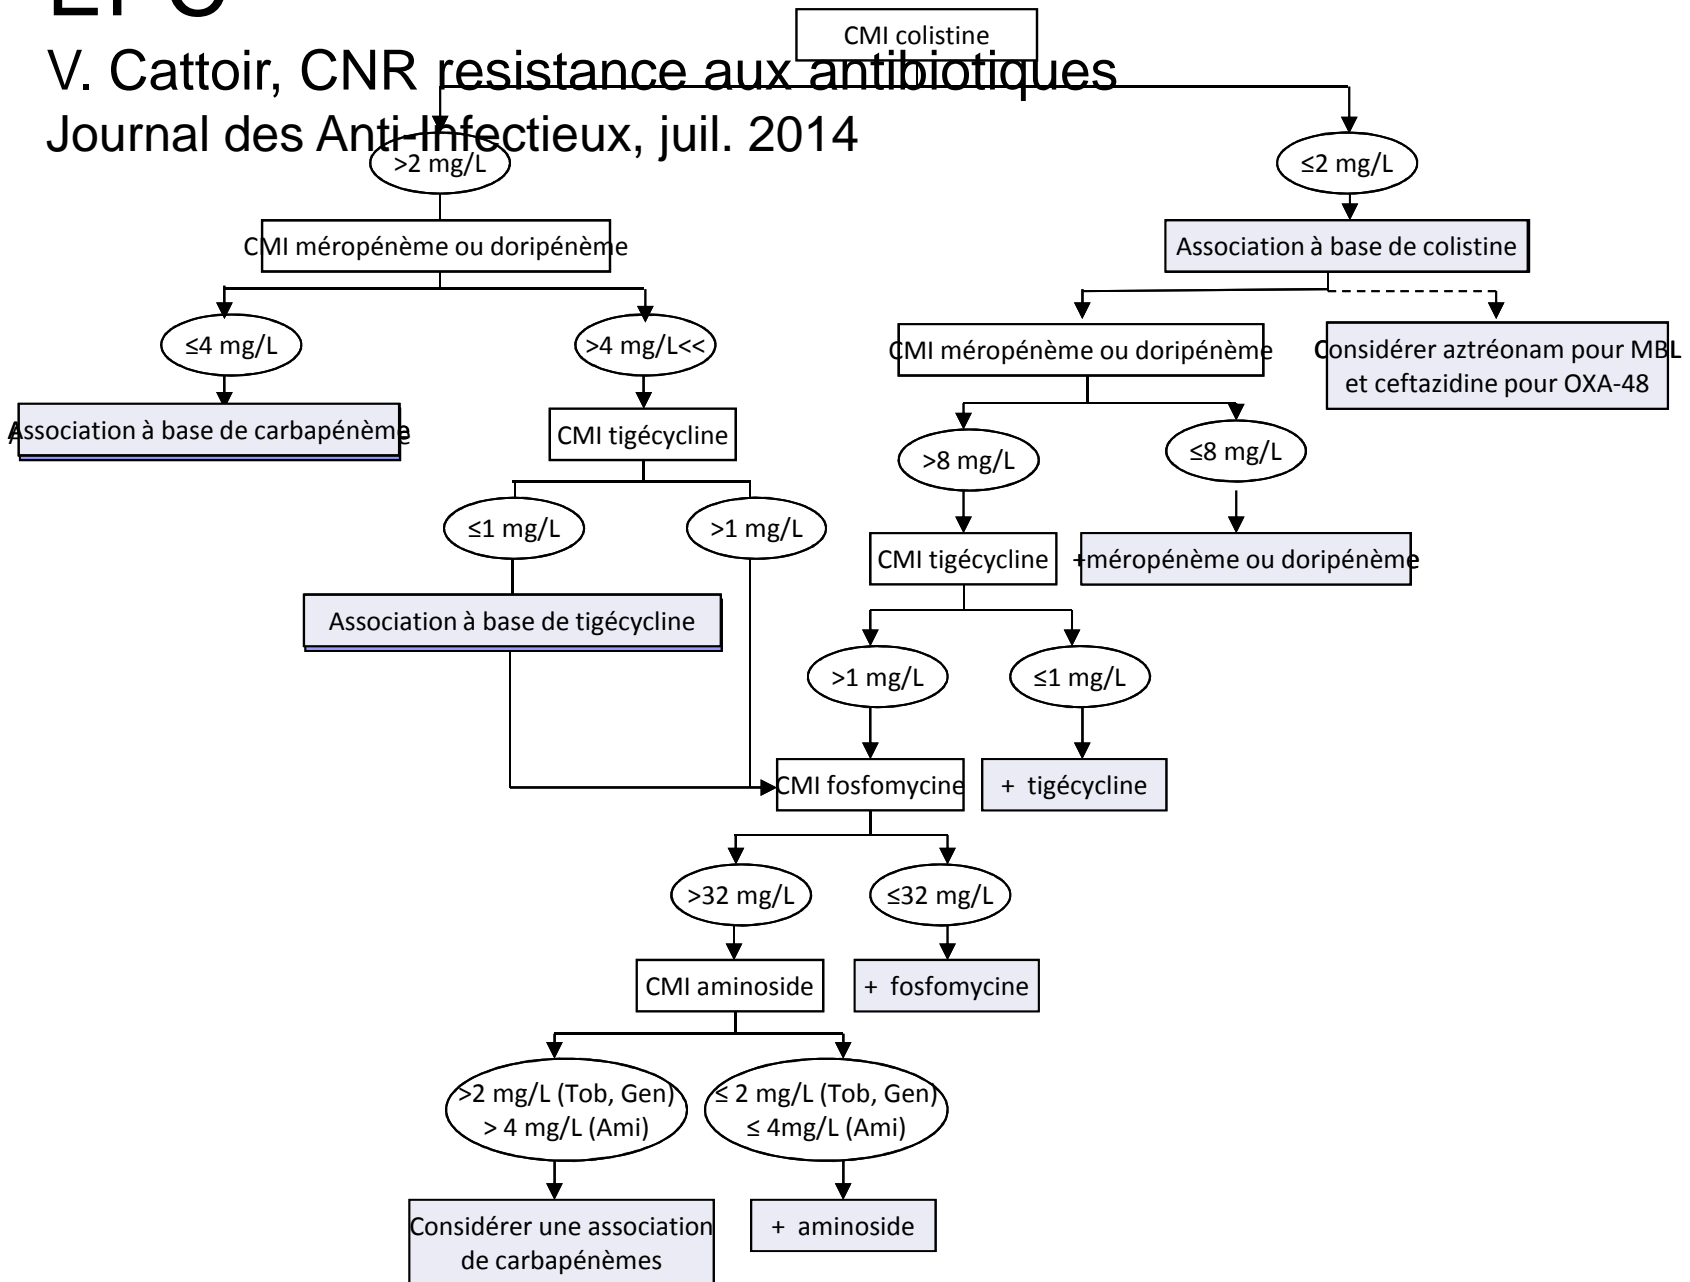 EPC
V. Cattoir, CNR resistance aux antibiotiques
Journal des Anti-Infectieux, juil. 2014
CMI colistine
>2 mg/L
≤2 mg/L
CMI méropénème ou doripénème
Association à base de colistine
≤4 mg/L
>4 mg/L<<
CMI méropénème ou doripénème
Considérer aztréonam pour MBL
et ceftazidine pour OXA-48
Association à base de carbapénème
CMI tigécycline
>8 mg/L
≤8 mg/L
≤1 mg/L
>1 mg/L
CMI tigécycline
+méropénème ou doripénème
Association à base de tigécycline
>1 mg/L
≤1 mg/L
CMI fosfomycine
+ tigécycline
>32 mg/L
≤32 mg/L
CMI aminoside
+ fosfomycine
>2 mg/L (Tob, Gen)
> 4 mg/L (Ami)
≤ 2 mg/L (Tob, Gen)
≤ 4mg/L (Ami)
Considérer une association
de carbapénèmes
+ aminoside